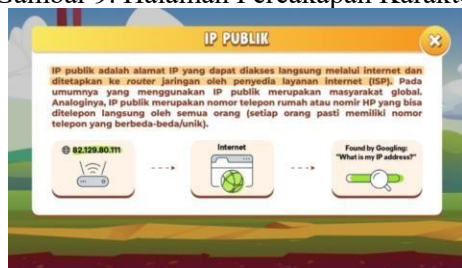 Gambar 9. Halaman Percakapan Karakt
IP PUBLIK
IP publik adalah alamat IP yang dapat diakses langsung melalui internet dan
ditetapkan ke router jaringan oleh penyedia layanan internet (ISP). Pada
umumnya yang menggunakan IP publik merupakan masyarakat global.
Analoginya, IP publik merupakan nomor telepon rumah atau nomir HP yang bisa
ditelepon langsung oleh semua orang (setiap orang pasti memiliki nomor
telepon yang berbeda-beda/unik).
82.129.80.111
Internet
Found by Googling:
"What is my IP address?"